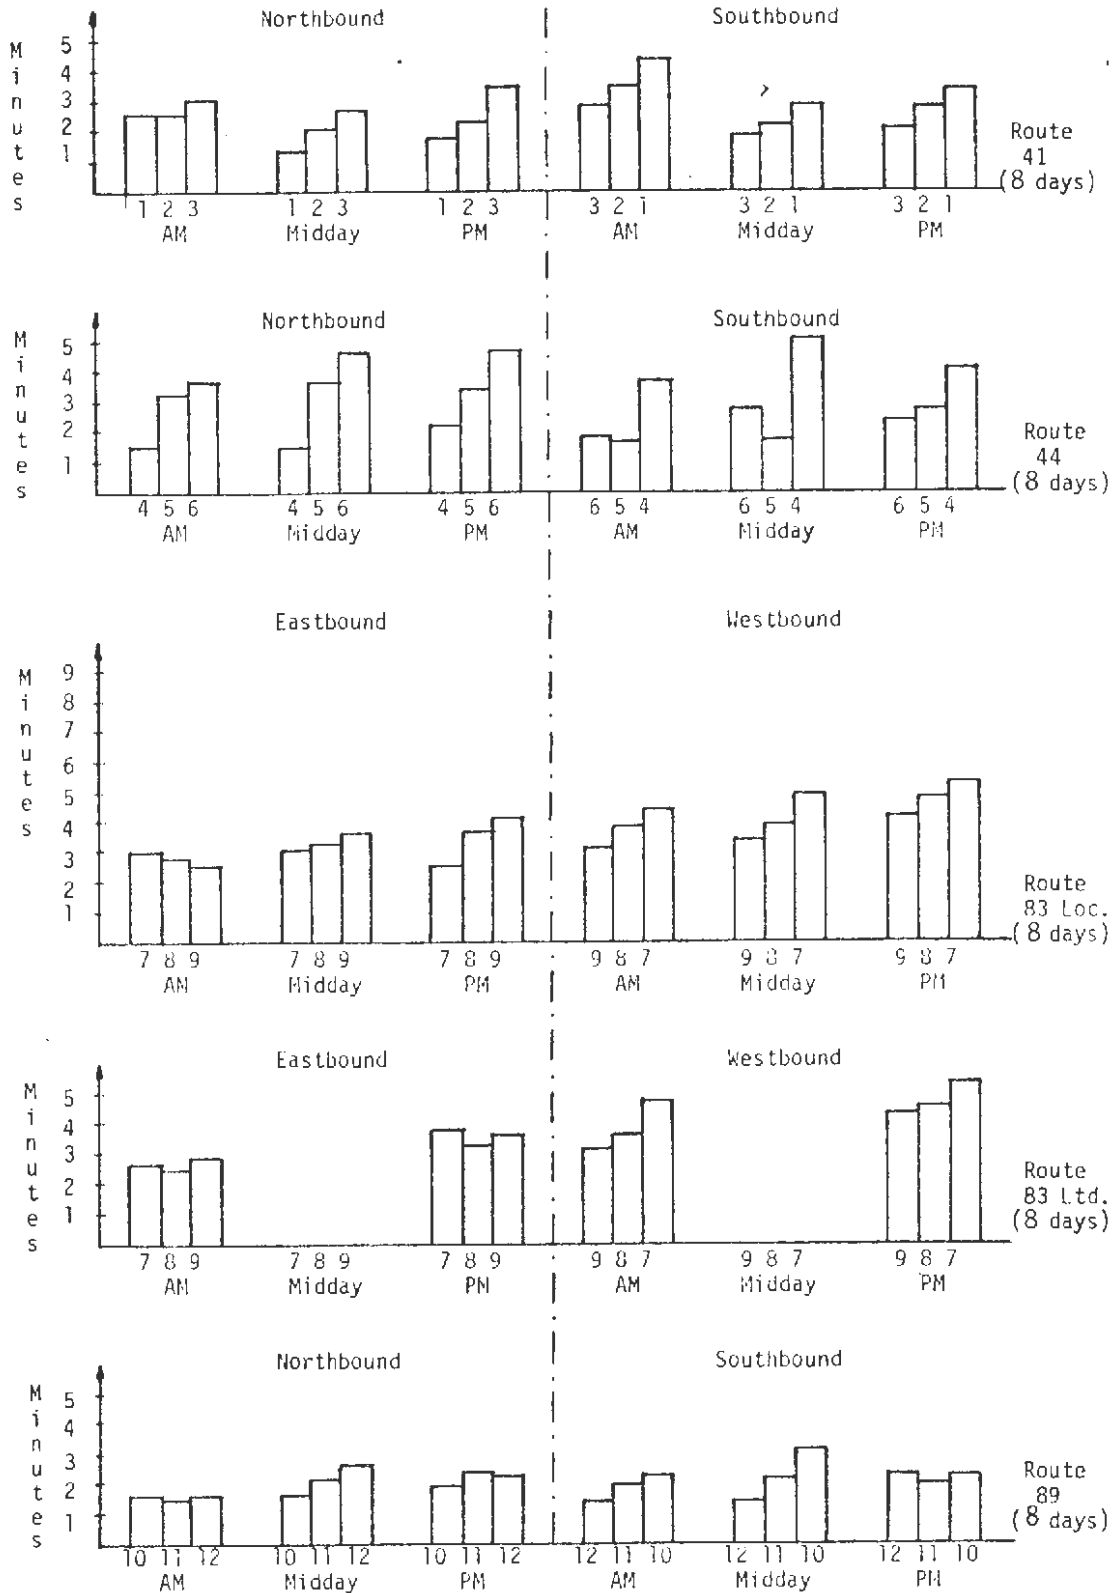 Northbound Southbound
Minutes
5
4
3
2
1
1 2 3 1 2 3 1 2 3 3 2 1 3 2 1 3 2 1
AM Midday PM AM Midday PM
Route
41
(8 days)
Northbound Southbound
Minutes
5
4
3
2
1
4 5 6 4 5 6 4 5 6 6 5 4 6 5 4 6 5 4
AM Midday PM AM Midday PM
Route
44
(8 days)
Eastbound Westbound
Minutes
9
8
7
6
5
4
3
2
1
7 8 9 7 8 9 7 8 9 9 8 7 9 8 7 9 8 7
AM Midday PM AM Midday PM
Route
83 Loc.
(8 days)
Eastbound Westbound
Minutes
5
4
3
2
1
7 8 9 7 8 9 7 8 9 9 8 7 9 8 7 9 8 7
AM Midday PM AM Midday PM
Route
83 Ltd.
(8 days)
Northbound Southbound
Minutes
5
4
3
2
1
10 11 12 10 11 12 10 11 12 12 11 10 12 11 10 12 11 10
AM Midday PM AM Midday PM
Route
89
(8 days)